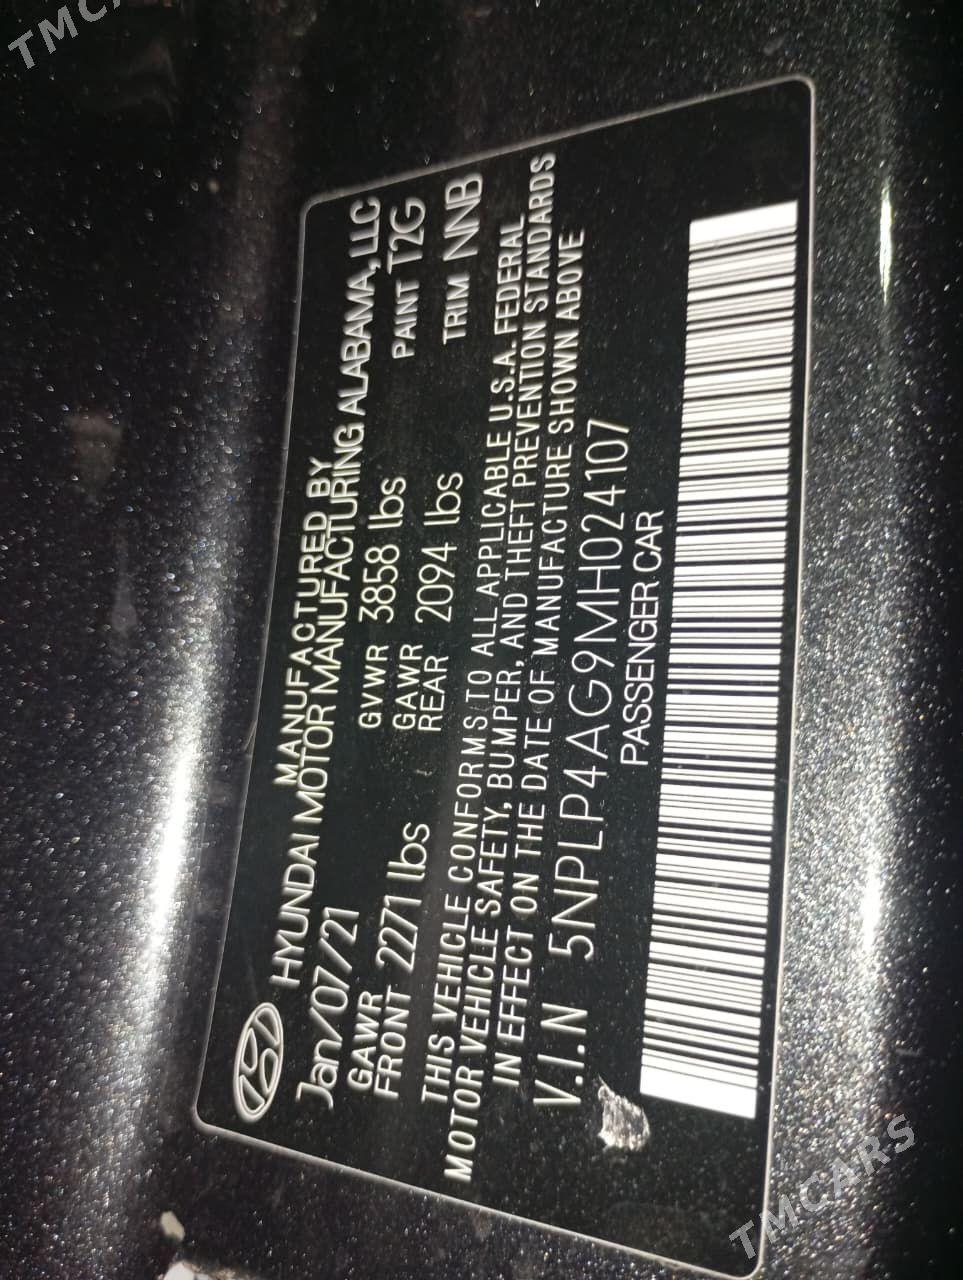 MANUFACTURED BY
HYUNDAI MOTOR MANUFACTURING ALABAMA, LLC
Jan/07/21 GVWR 3858 lbs PAINT T2G
GAWR FRONT 2271 lbs GAWR REAR 2094 lbs TRIM NNB
THIS VEHICLE CONFORMS TO ALL APPLICABLE U.S.A. FEDERAL
MOTOR VEHICLE SAFETY, BUMPER, AND THEFT PREVENTION STANDARDS
IN EFFECT ON THE DATE OF MANUFACTURE SHOWN ABOVE
V.I.N 5NPLP4AG9MH024107
PASSENGER CAR
TMCARS